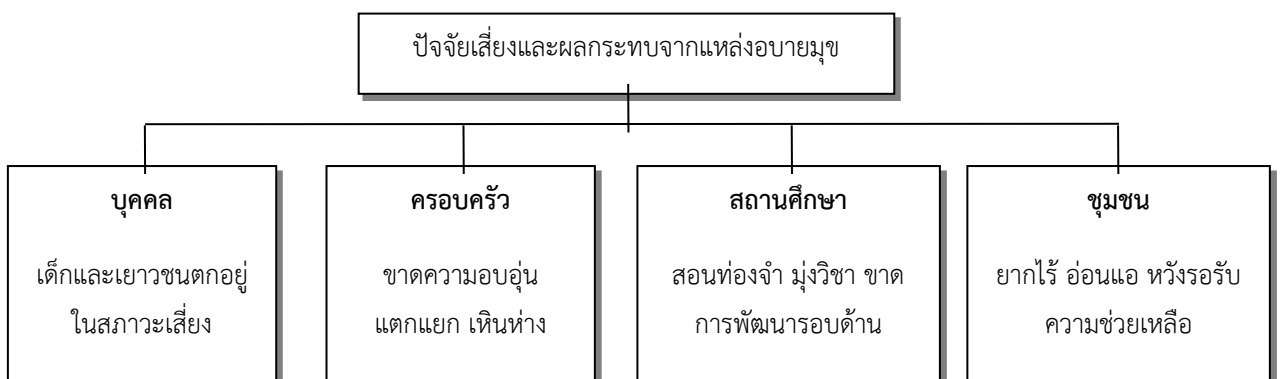 ปัจจัยเสี่ยงและผลกระทบจากแหล่งอบายมุข
บุคคล
เด็กและเยาวชนตกอยู่
ในสภาวะเสี่ยง
ครอบครัว
ขาดความอบอุ่น
แตกแยก เหินห่าง
สถานศึกษา
สอนท่องจำ มุ่งวิชา ขาด
การพัฒนารอบด้าน
ชุมชน
ยากไร้ อ่อนแอ หวังรอรับ
ความช่วยเหลือ